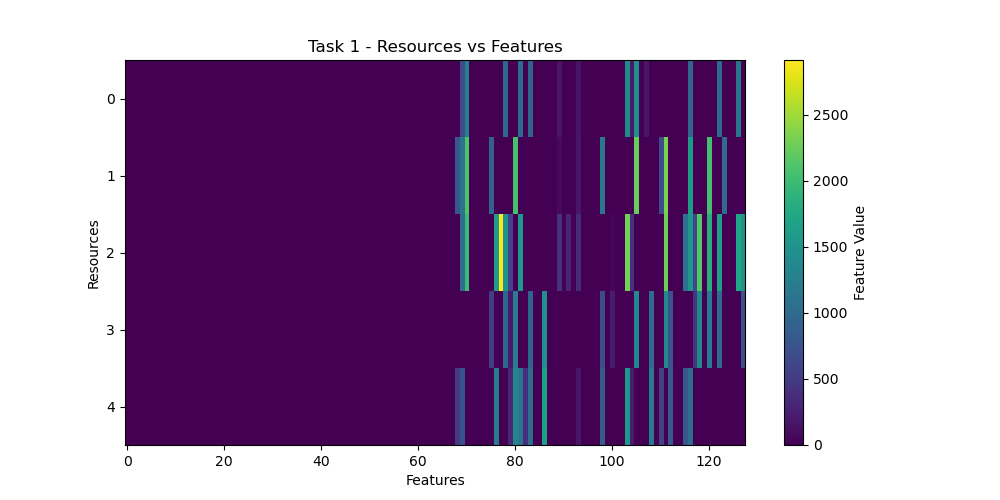 Task 1 - Resources vs Features
Resources
0
1
2
3
4
0 20 40 60 80 100 120
Features
2500
2000
1500
1000
500
0
Feature Value